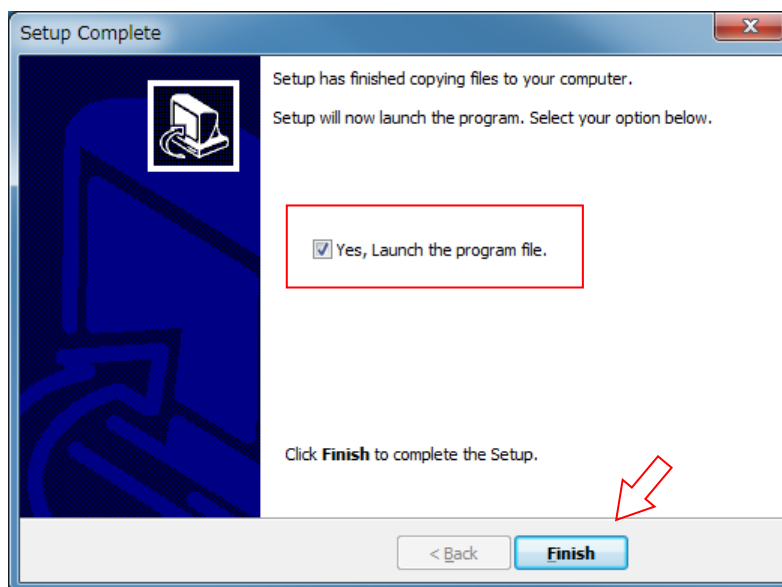 Setup Complete
Setup has finished copying files to your computer.
Setup will now launch the program. Select your option below.
Yes, Launch the program file.
Click Finish to complete the Setup.
< Back
Finish